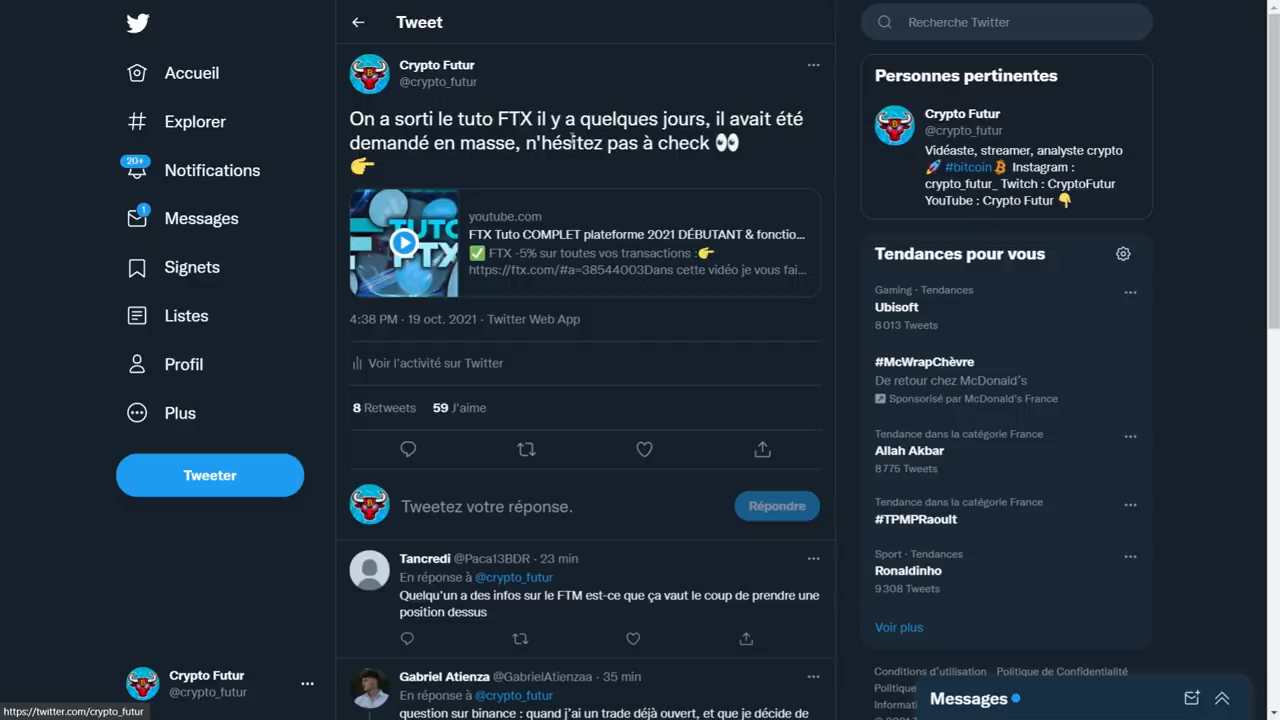 Accueil
Explorer
20+
Notifications
1
Messages
Signets
Listes
Profil
Plus
Tweeter
Crypto Futur
@crypto_futur
https://twitter.com/crypto_futur
Tweet
Crypto Futur
@crypto_futur
On a sorti le tuto FTX il y a quelques jours, il avait été
demandé en masse, n'hésitez pas à check 👀
👉
TUTO
FTX
youtube.com
FTX Tuto COMPLET plateforme 2021 DÉBUTANT & fonctio...
✅ FTX -5% sur toutes vos transactions :👉
https://ftx.com/#a=38544003Dans cette vidéo je vous fai...
4:38 PM · 19 oct. 2021 · Twitter Web App
Voir l'activité sur Twitter
8 Retweets 59 J'aime
Tweetez votre réponse.
Répondre
Tancredi @Paca13BDR · 23 min
En réponse à @crypto_futur
Quelqu'un a des infos sur le FTM est-ce que ça vaut le coup de prendre une
position dessus
Gabriel Atienza @GabrielAtienzaa · 35 min
En réponse à @crypto_futur
question sur binance : quand j'ai un trade déjà ouvert, et que je décide de
Recherche Twitter
Personnes pertinentes
Crypto Futur
@crypto_futur
Vidéaste, streamer, analyste crypto
🚀 #bitcoin Instagram :
crypto_futur_ Twitch : CryptoFutur
YouTube : Crypto Futur 👇
Tendances pour vous
Gaming · Tendances
Ubisoft
8 013 Tweets
#McWrapChèvre
De retour chez McDonald's
Sponsorisé par McDonald's France
Tendance dans la catégorie France
Allah Akbar
8 775 Tweets
Tendance dans la catégorie France
#TPMPRaoult
Sport · Tendances
Ronaldinho
9 308 Tweets
Voir plus
Conditions d'utilisation Politique de Confidentialité
Politique
Informat
Messages